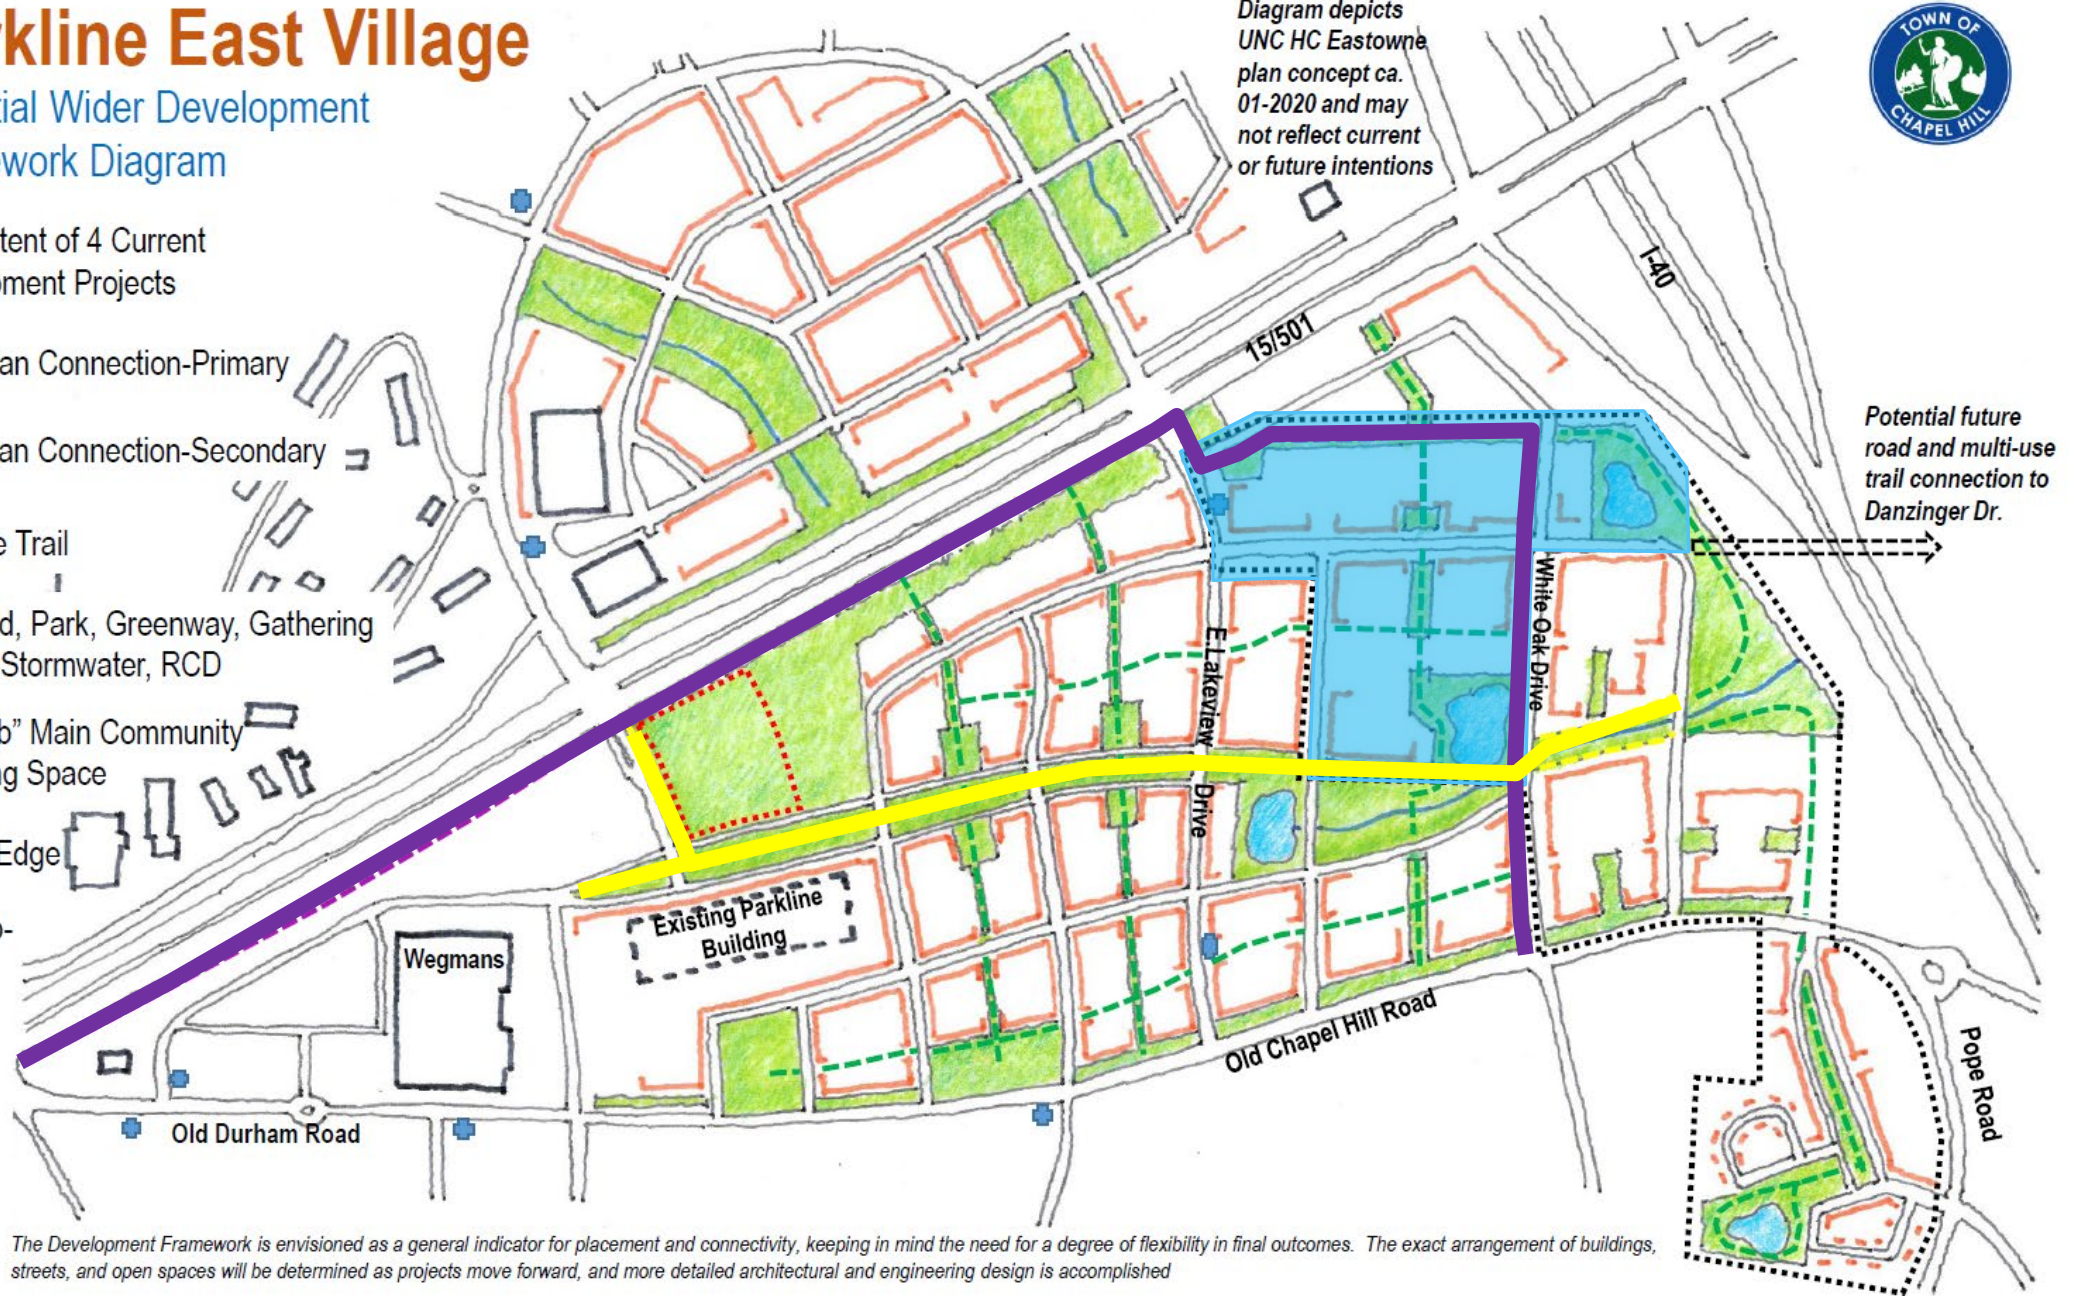 rkline East Village
tial Wider Development
ework Diagram
tent of 4 Current
pment Projects
an Connection-Primary
an Connection-Secondary
e Trail
d, Park, Greenway, Gathering
Stormwater, RCD
b” Main Community
ng Space
Edge
Diagram depicts
UNC HC Eastowne
plan concept ca.
01-2020 and may
not reflect current
or future intentions
TOWN OF
CHAPEL HILL
I-40
15/501
Potential future
road and multi-use
trail connection to
Danzinger Dr.
White Oak Drive
E.Lakeview Drive
Existing Parkline
Building
Wegmans
Old Chapel Hill Road
Pope Road
Old Durham Road
The Development Framework is envisioned as a general indicator for placement and connectivity, keeping in mind the need for a degree of flexibility in final outcomes. The exact arrangement of buildings,
streets, and open spaces will be determined as projects move forward, and more detailed architectural and engineering design is accomplished